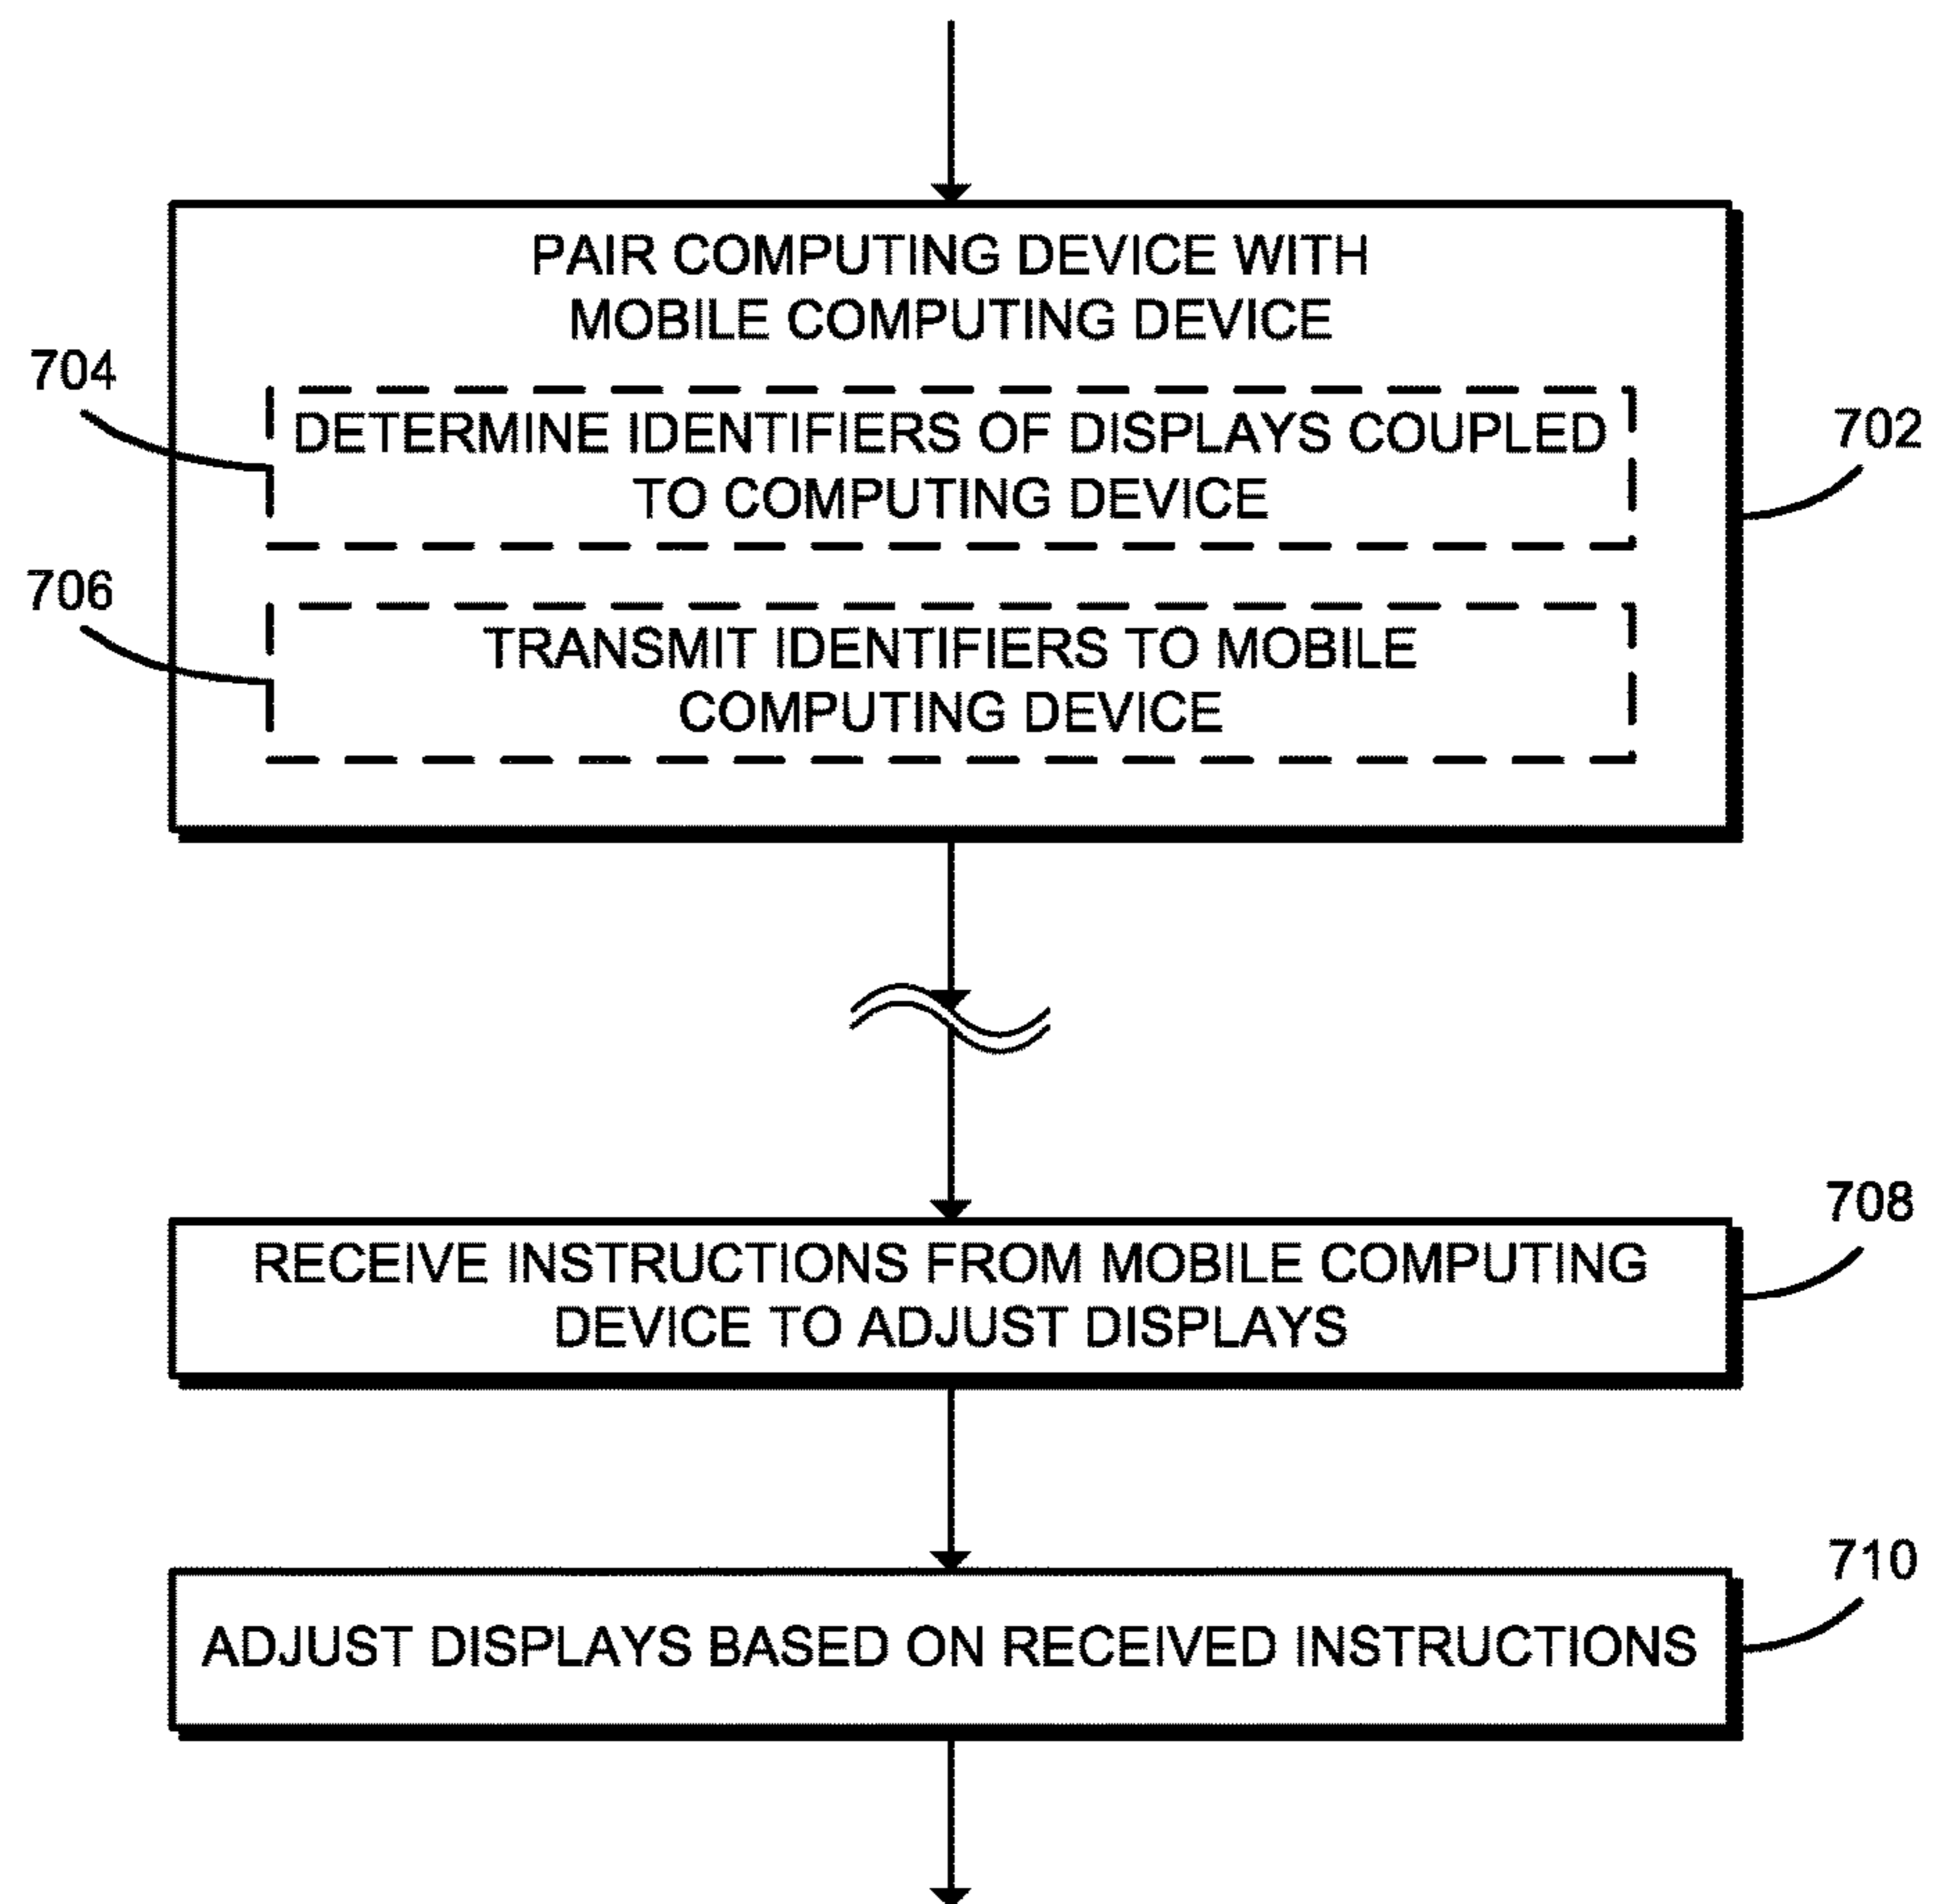 PAIR COMPUTING DEVICE WITH
MOBILE COMPUTING DEVICE
704
DETERMINE IDENTIFIERS OF DISPLAYS COUPLED
TO COMPUTING DEVICE
702
706
TRANSMIT IDENTIFIERS TO MOBILE
COMPUTING DEVICE
708
RECEIVE INSTRUCTIONS FROM MOBILE COMPUTING
DEVICE TO ADJUST DISPLAYS
710
ADJUST DISPLAYS BASED ON RECEIVED INSTRUCTIONS